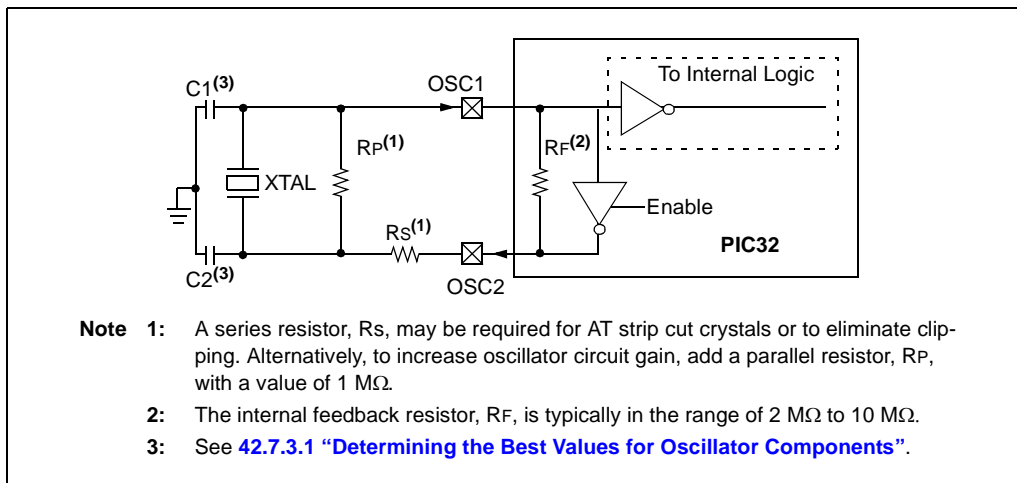 To Internal Logic
C1(3)
OSC1
RP(1)
RF(2)
XTAL
Enable
RS(1)
PIC32
C2(3)
OSC2
Note 1: A series resistor, Rs, may be required for AT strip cut crystals or to eliminate clip-
ping. Alternatively, to increase oscillator circuit gain, add a parallel resistor, RP,
with a value of 1 MΩ.
2: The internal feedback resistor, RF, is typically in the range of 2 MΩ to 10 MΩ.
3: See 42.7.3.1 “Determining the Best Values for Oscillator Components”.